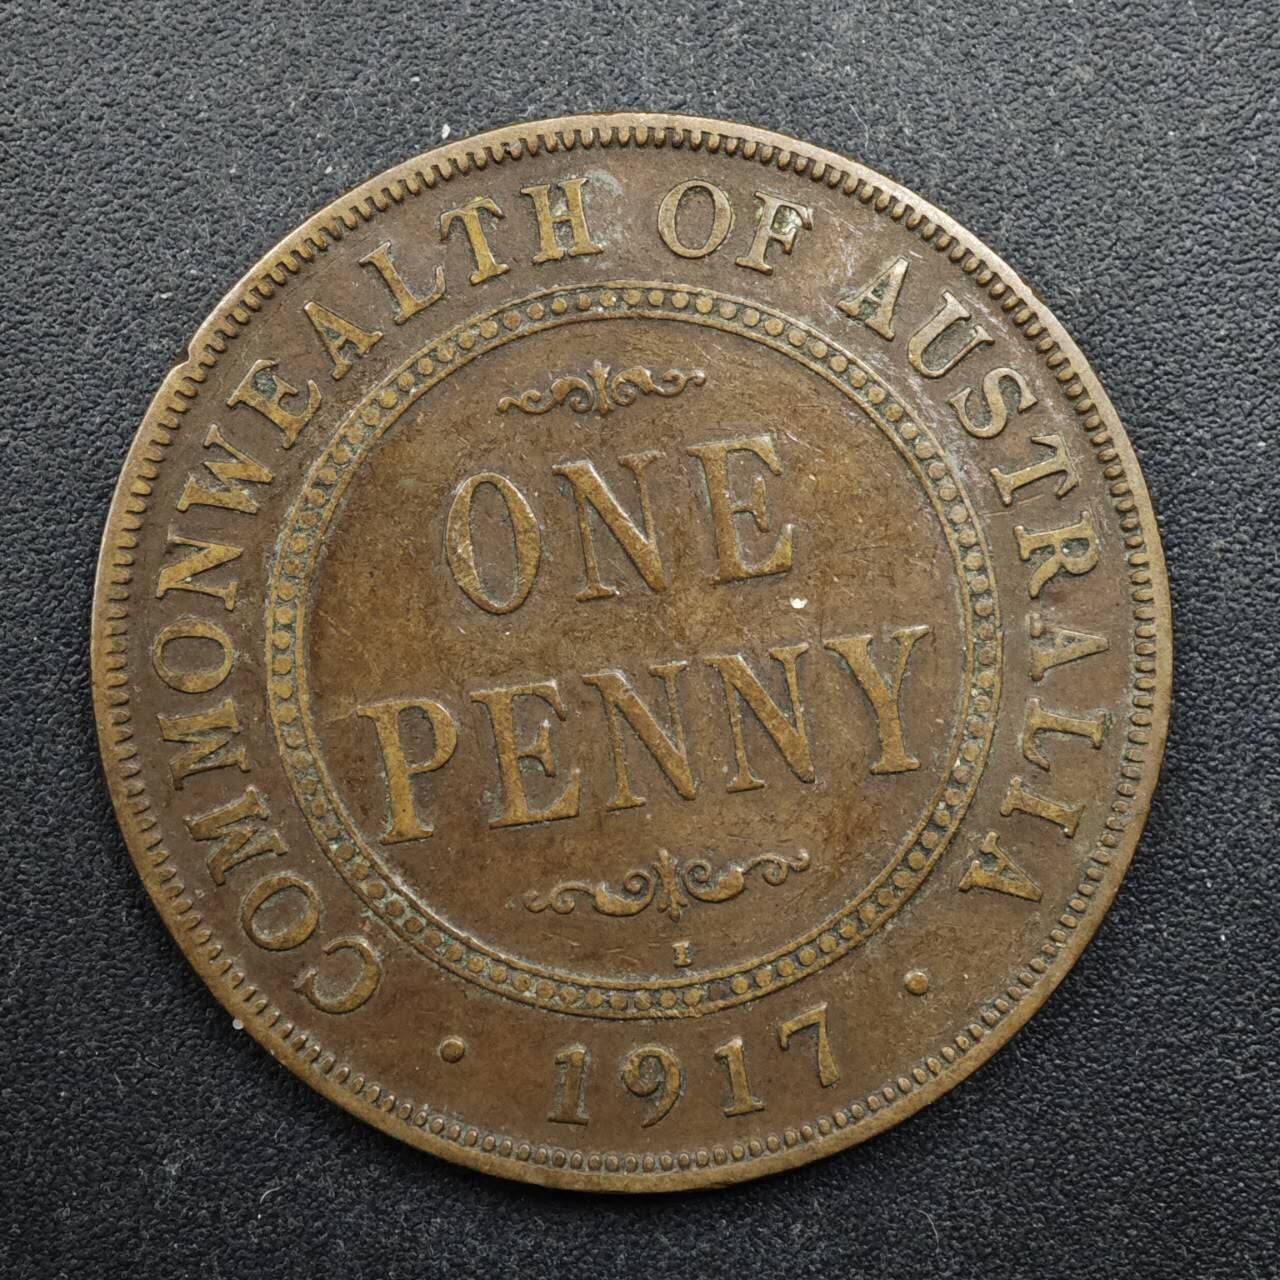 COMMONWEALTH OF AUSTRALIA
ONE
PENNY
I
· 1917 ·